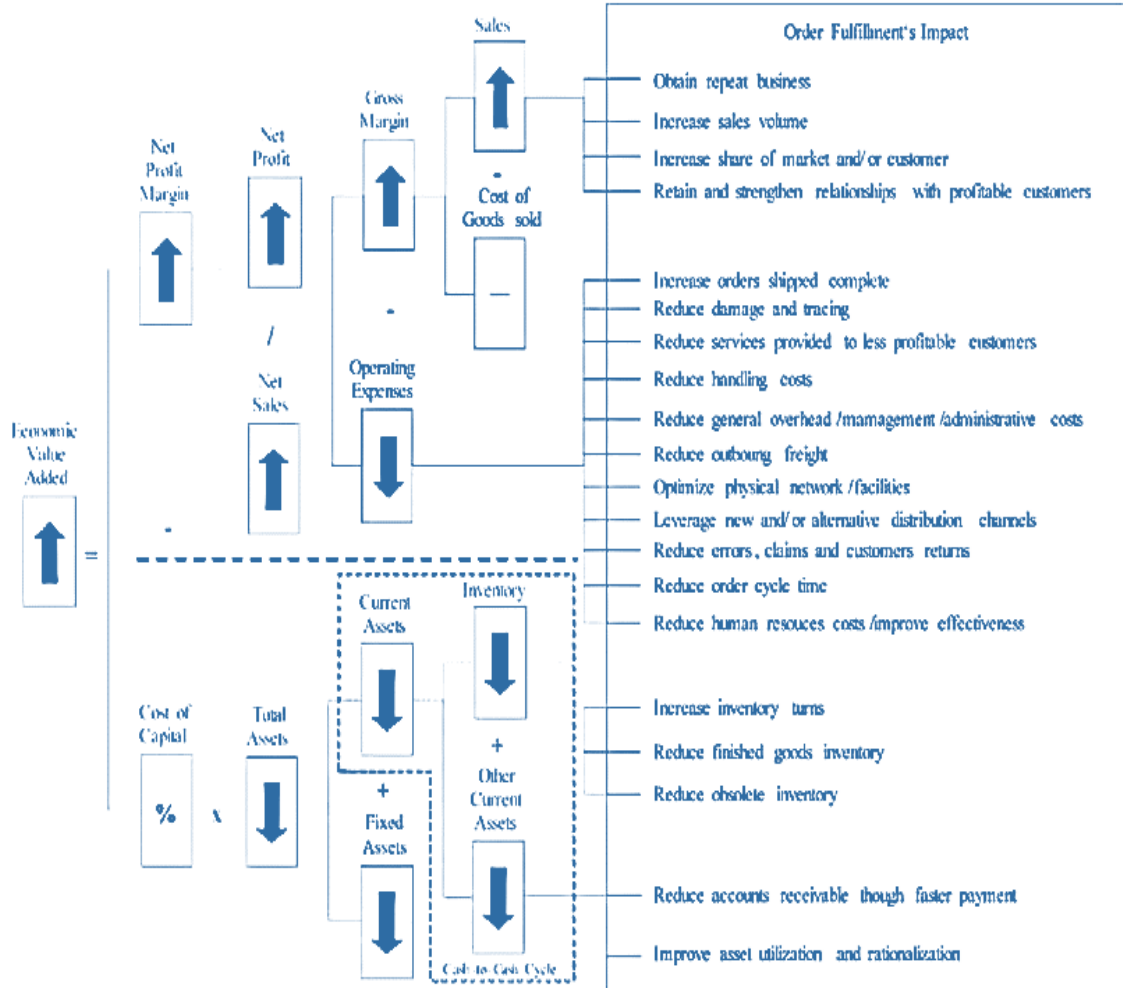 Order Fulfillment's Impact
Sales
Obtain repeat business
Increase sales volume
Increase share of market and/or customer
Retain and strengthen relationships with profitable customers
Gross
Margin
-
Cost of
Goods sold
—
Net
Profit
Net
Profit
Margin
/
-
Increase orders shipped complete
Reduce damage and tracing
Reduce services provided to less profitable customers
Reduce handling costs
Reduce general overhead /mamagement /administrative costs
Reduce outboung freight
Optimize physical network /facilities
Leverage new and/or alternative distribution channels
Reduce errors, claims and customers returns
Reduce order cycle time
Reduce human resouces costs /improve effectiveness
Operating
Expenses
Net
Sales
Economic
Value
Added
=
-
Inventory
Current
Assets
+
Other
Current
Assets
Cost of
Capital
%
x
Total
Assets
+
Fixed
Assets
Cash-to-Cash Cycle
Increase inventory turns
Reduce finished goods inventory
Reduce obsolete inventory
Reduce accounts receivable though faster payment
Improve asset utilization and rationalization